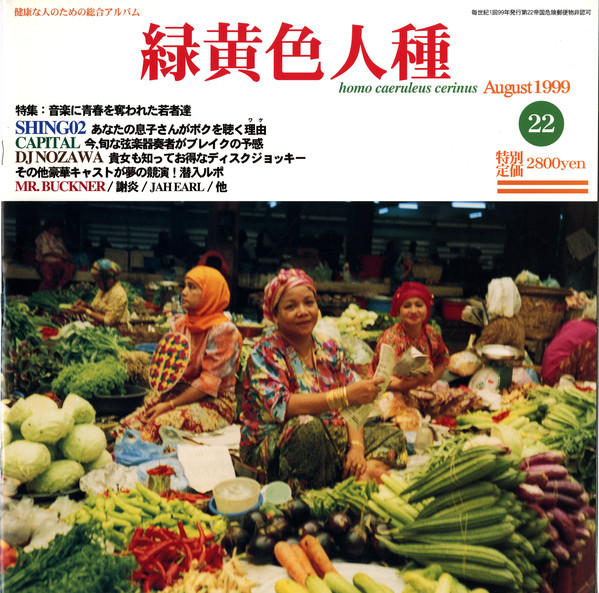 健康な人のための総合アルバム
毎世紀1回99年発行第22帝国危険郵便物非認可
緑黄色人種
homo caeruleus cerinus August 1999
特集：音楽に青春を奪われた若者達
22
SHING02 あなたの息子さんがボクを聴く理由
ワケ
CAPITAL 今、旬な弦楽器奏者がブレイクの予感
DJ NOZAWA 貴女も知ってお得なディスクジョッキー
特別定価 2800yen
その他豪華キャストが夢の競演！潜入ルポ
MR. BUCKNER / 謝炎 / JAH EARL / 他